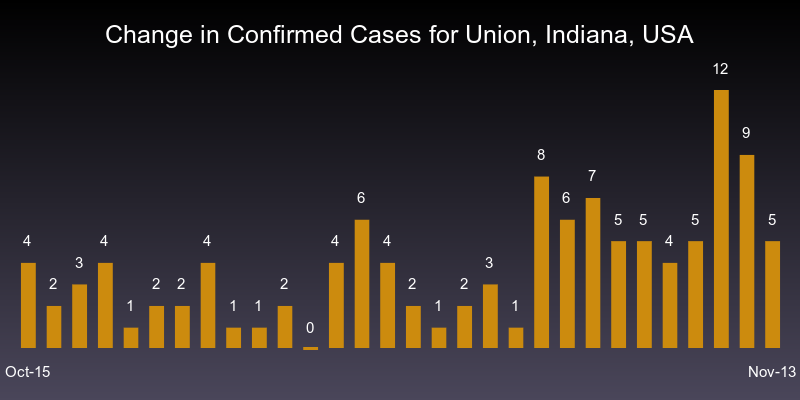 Change in Confirmed Cases for Union, Indiana, USA
4 2 3 4 1 2 2 4 1 1 2 0 4 6 4 2 1 2 3 1 8 6 7 5 5 4 5 12 9 5
Oct-15 Nov-13